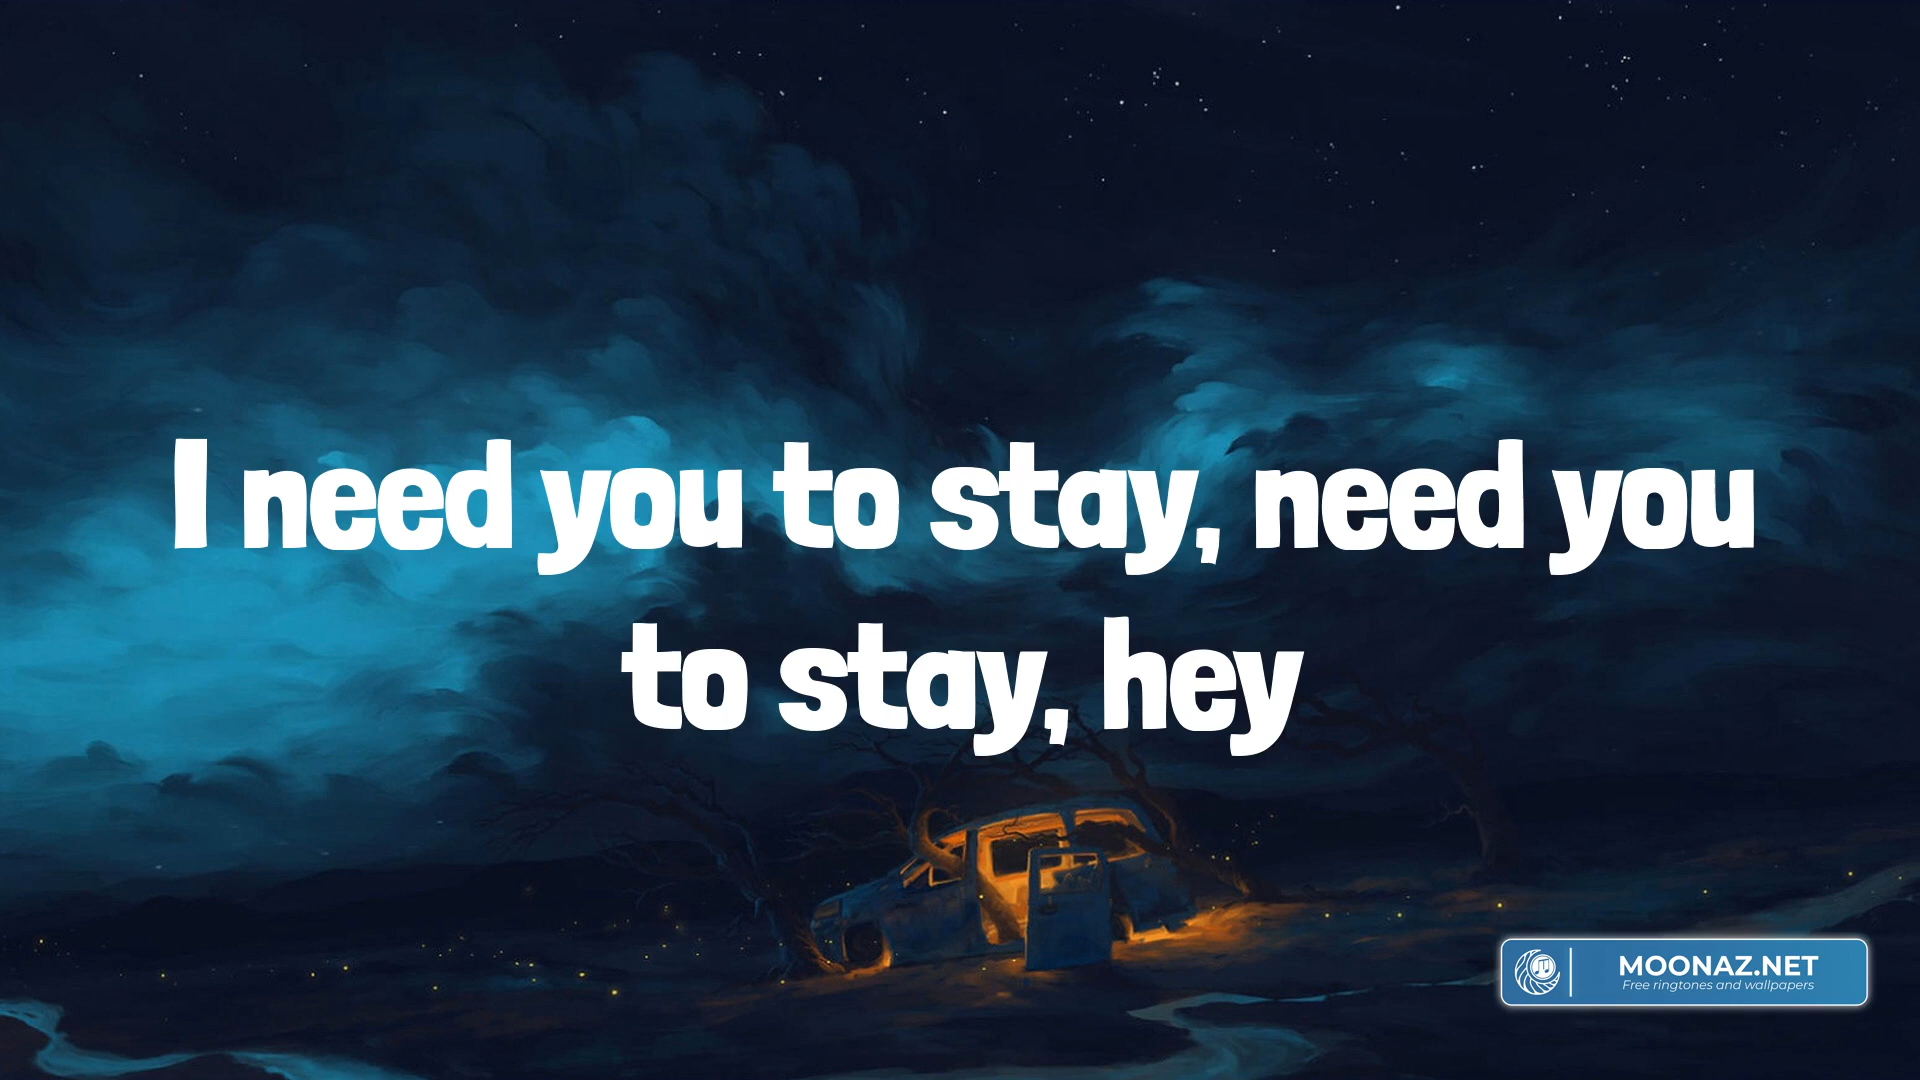 I need you to stay, need you
to stay, hey
MOONAZ.NET
Free ringtones and wallpapers